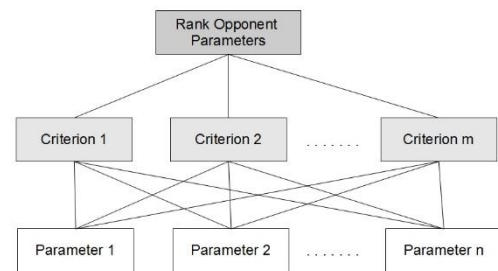 Rank Opponent
Parameters
Criterion 1
Criterion 2
. . . . . . .
Criterion m
Parameter 1
Parameter 2
. . . . . . .
Parameter n